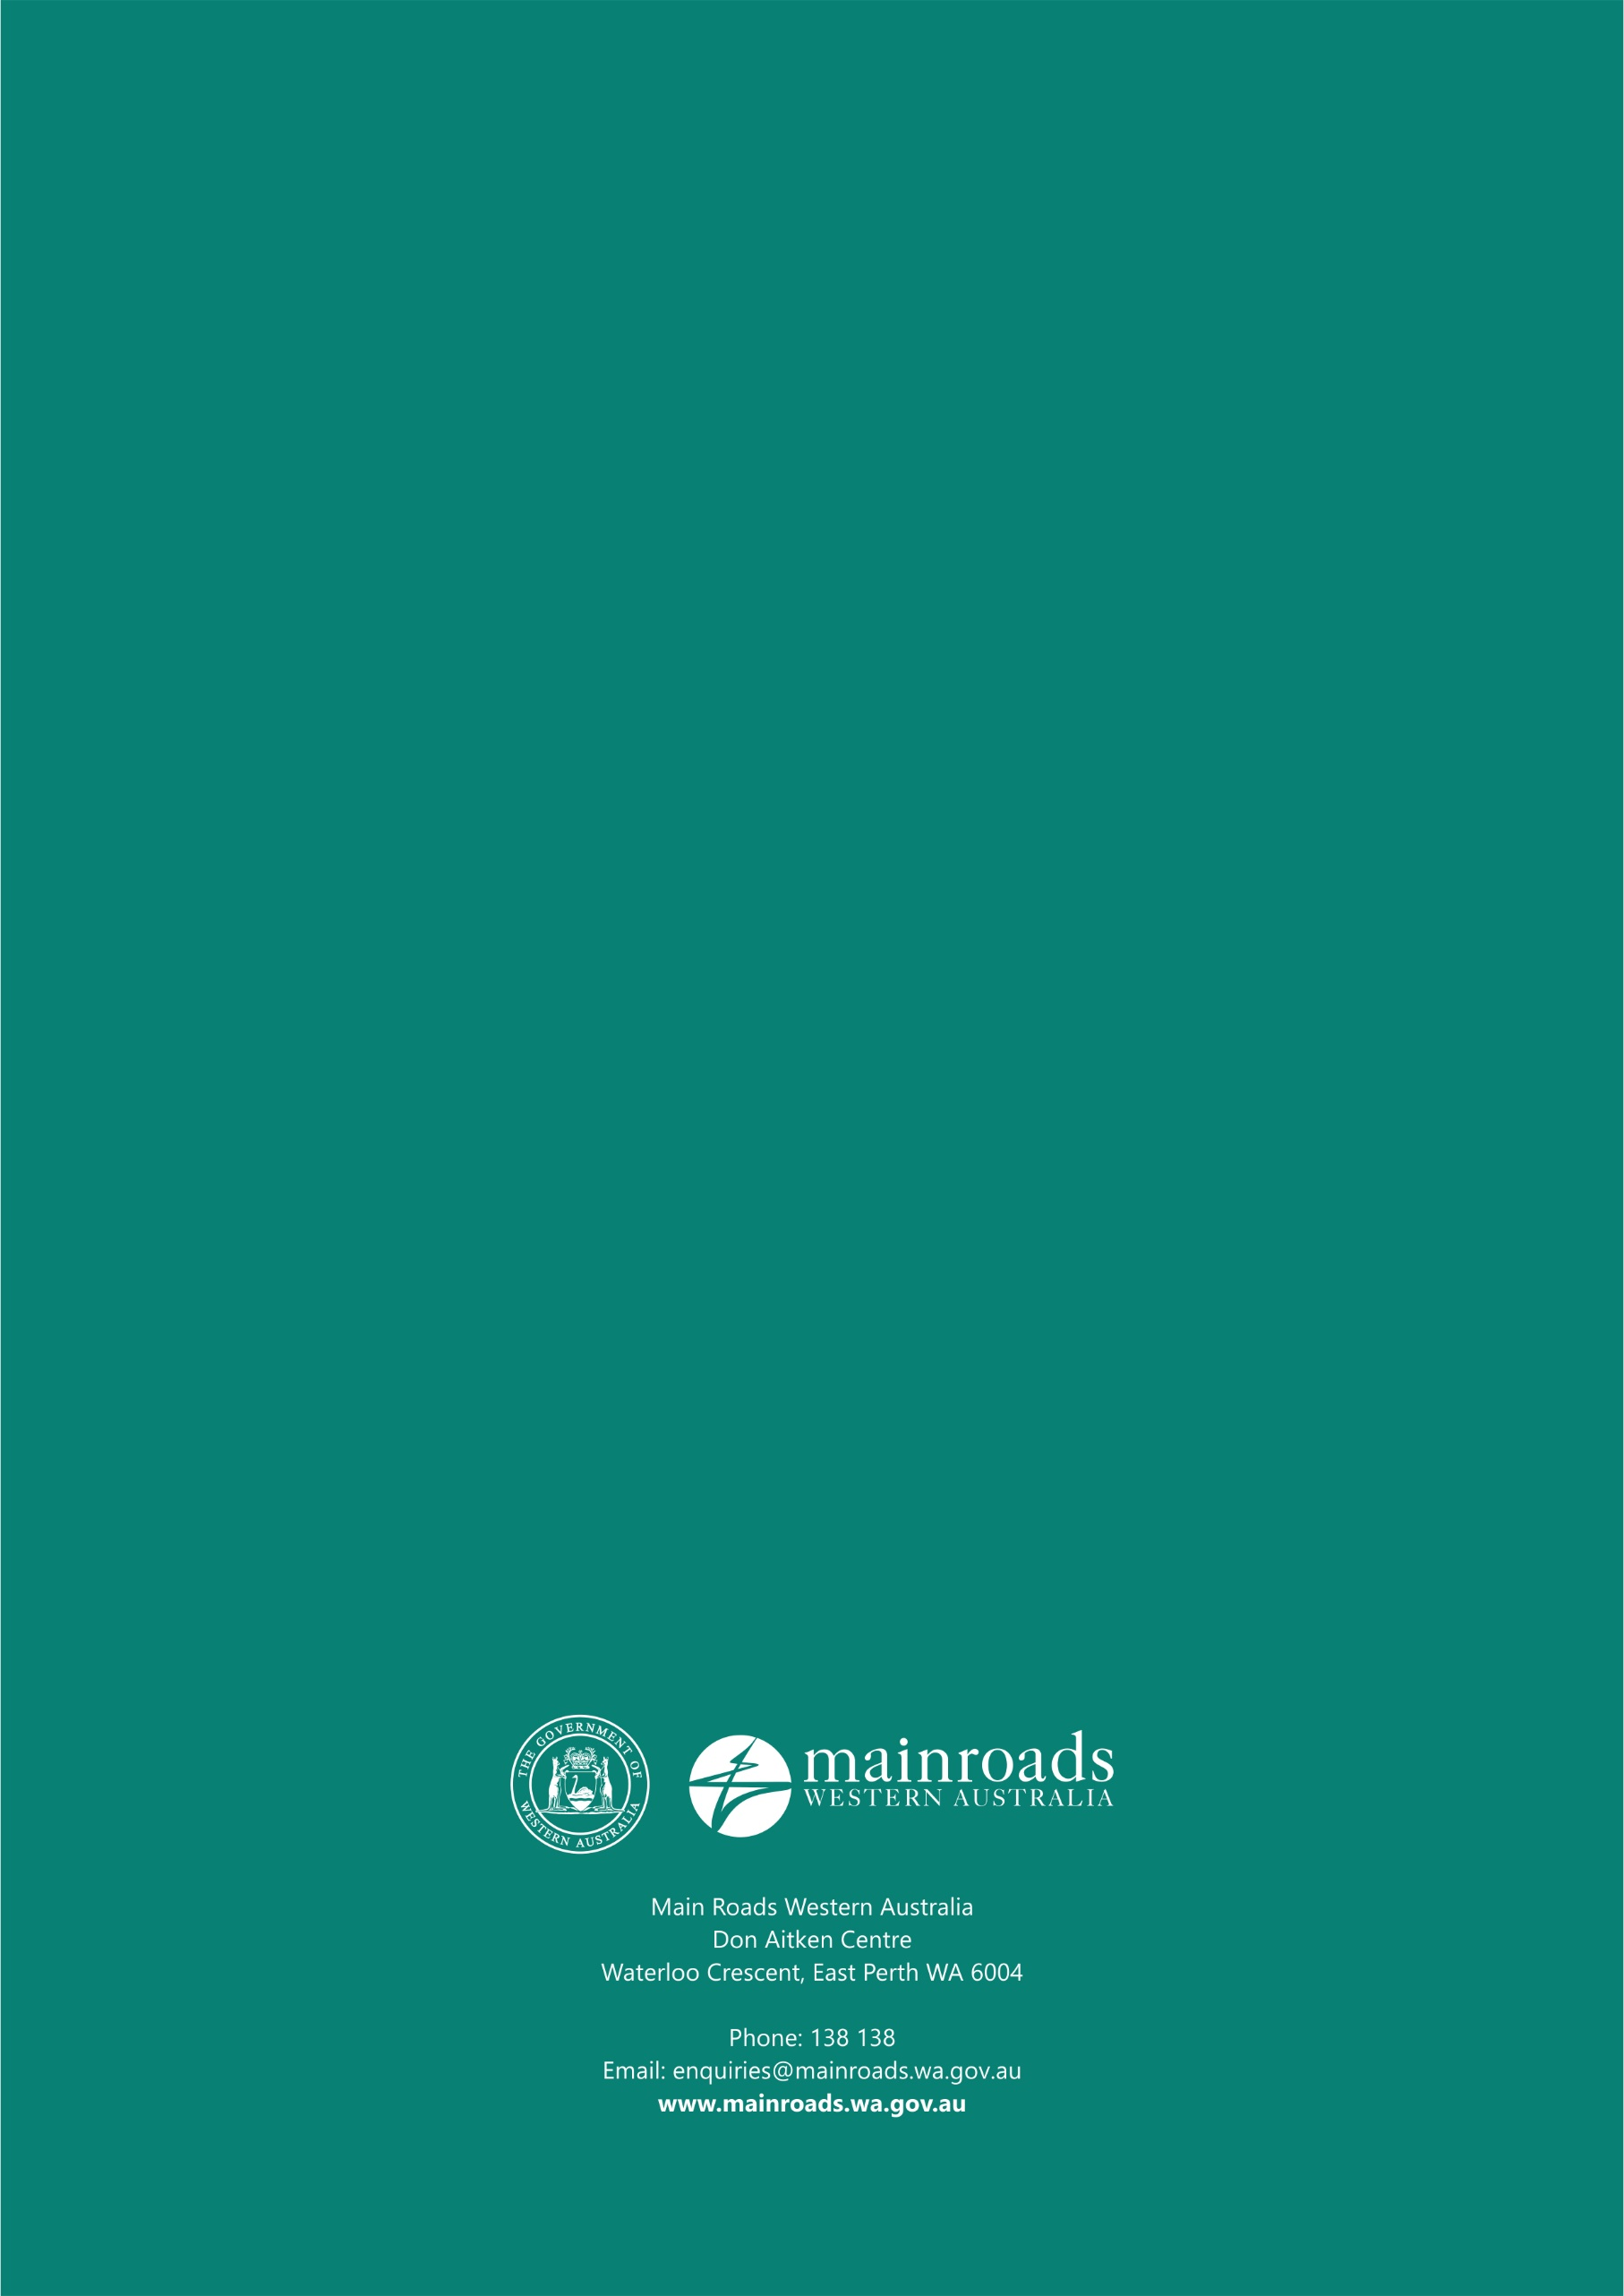 THE GOVERNMENT OF
WESTERN AUSTRALIA
mainroads
WESTERN AUSTRALIA
Main Roads Western Australia
Don Aitken Centre
Waterloo Crescent, East Perth WA 6004
Phone: 138 138
Email: enquiries@mainroads.wa.gov.au
www.mainroads.wa.gov.au